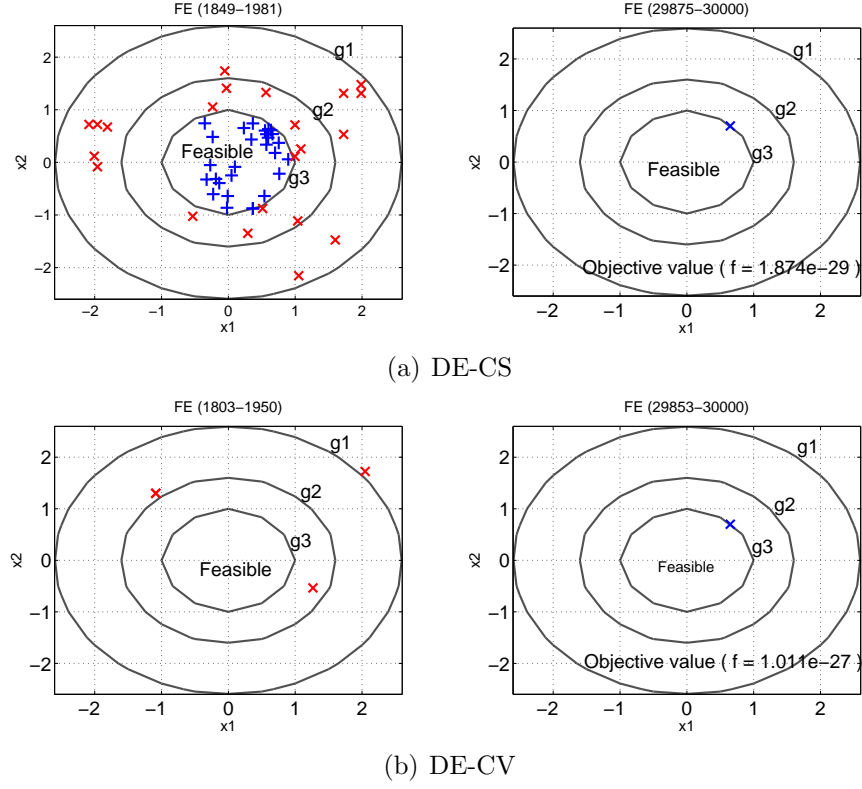 FE (1849−1981)
FE (29875−30000)
2
1
0
−1
−2
x2
g1
g2
g3
Feasible
−2 −1 0 1 2
x1
2
1
0
−1
−2
g1
g2
g3
Feasible
Objective value ( f = 1.874e−29 )
−2 −1 0 1 2
x1
(a) DE-CS
FE (1803−1950)
FE (29853−30000)
2
1
0
−1
−2
x2
g1
g2
g3
Feasible
−2 −1 0 1 2
x1
2
1
0
−1
−2
g1
g2
g3
Feasible
Objective value ( f = 1.011e−27 )
−2 −1 0 1 2
x1
(b) DE-CV